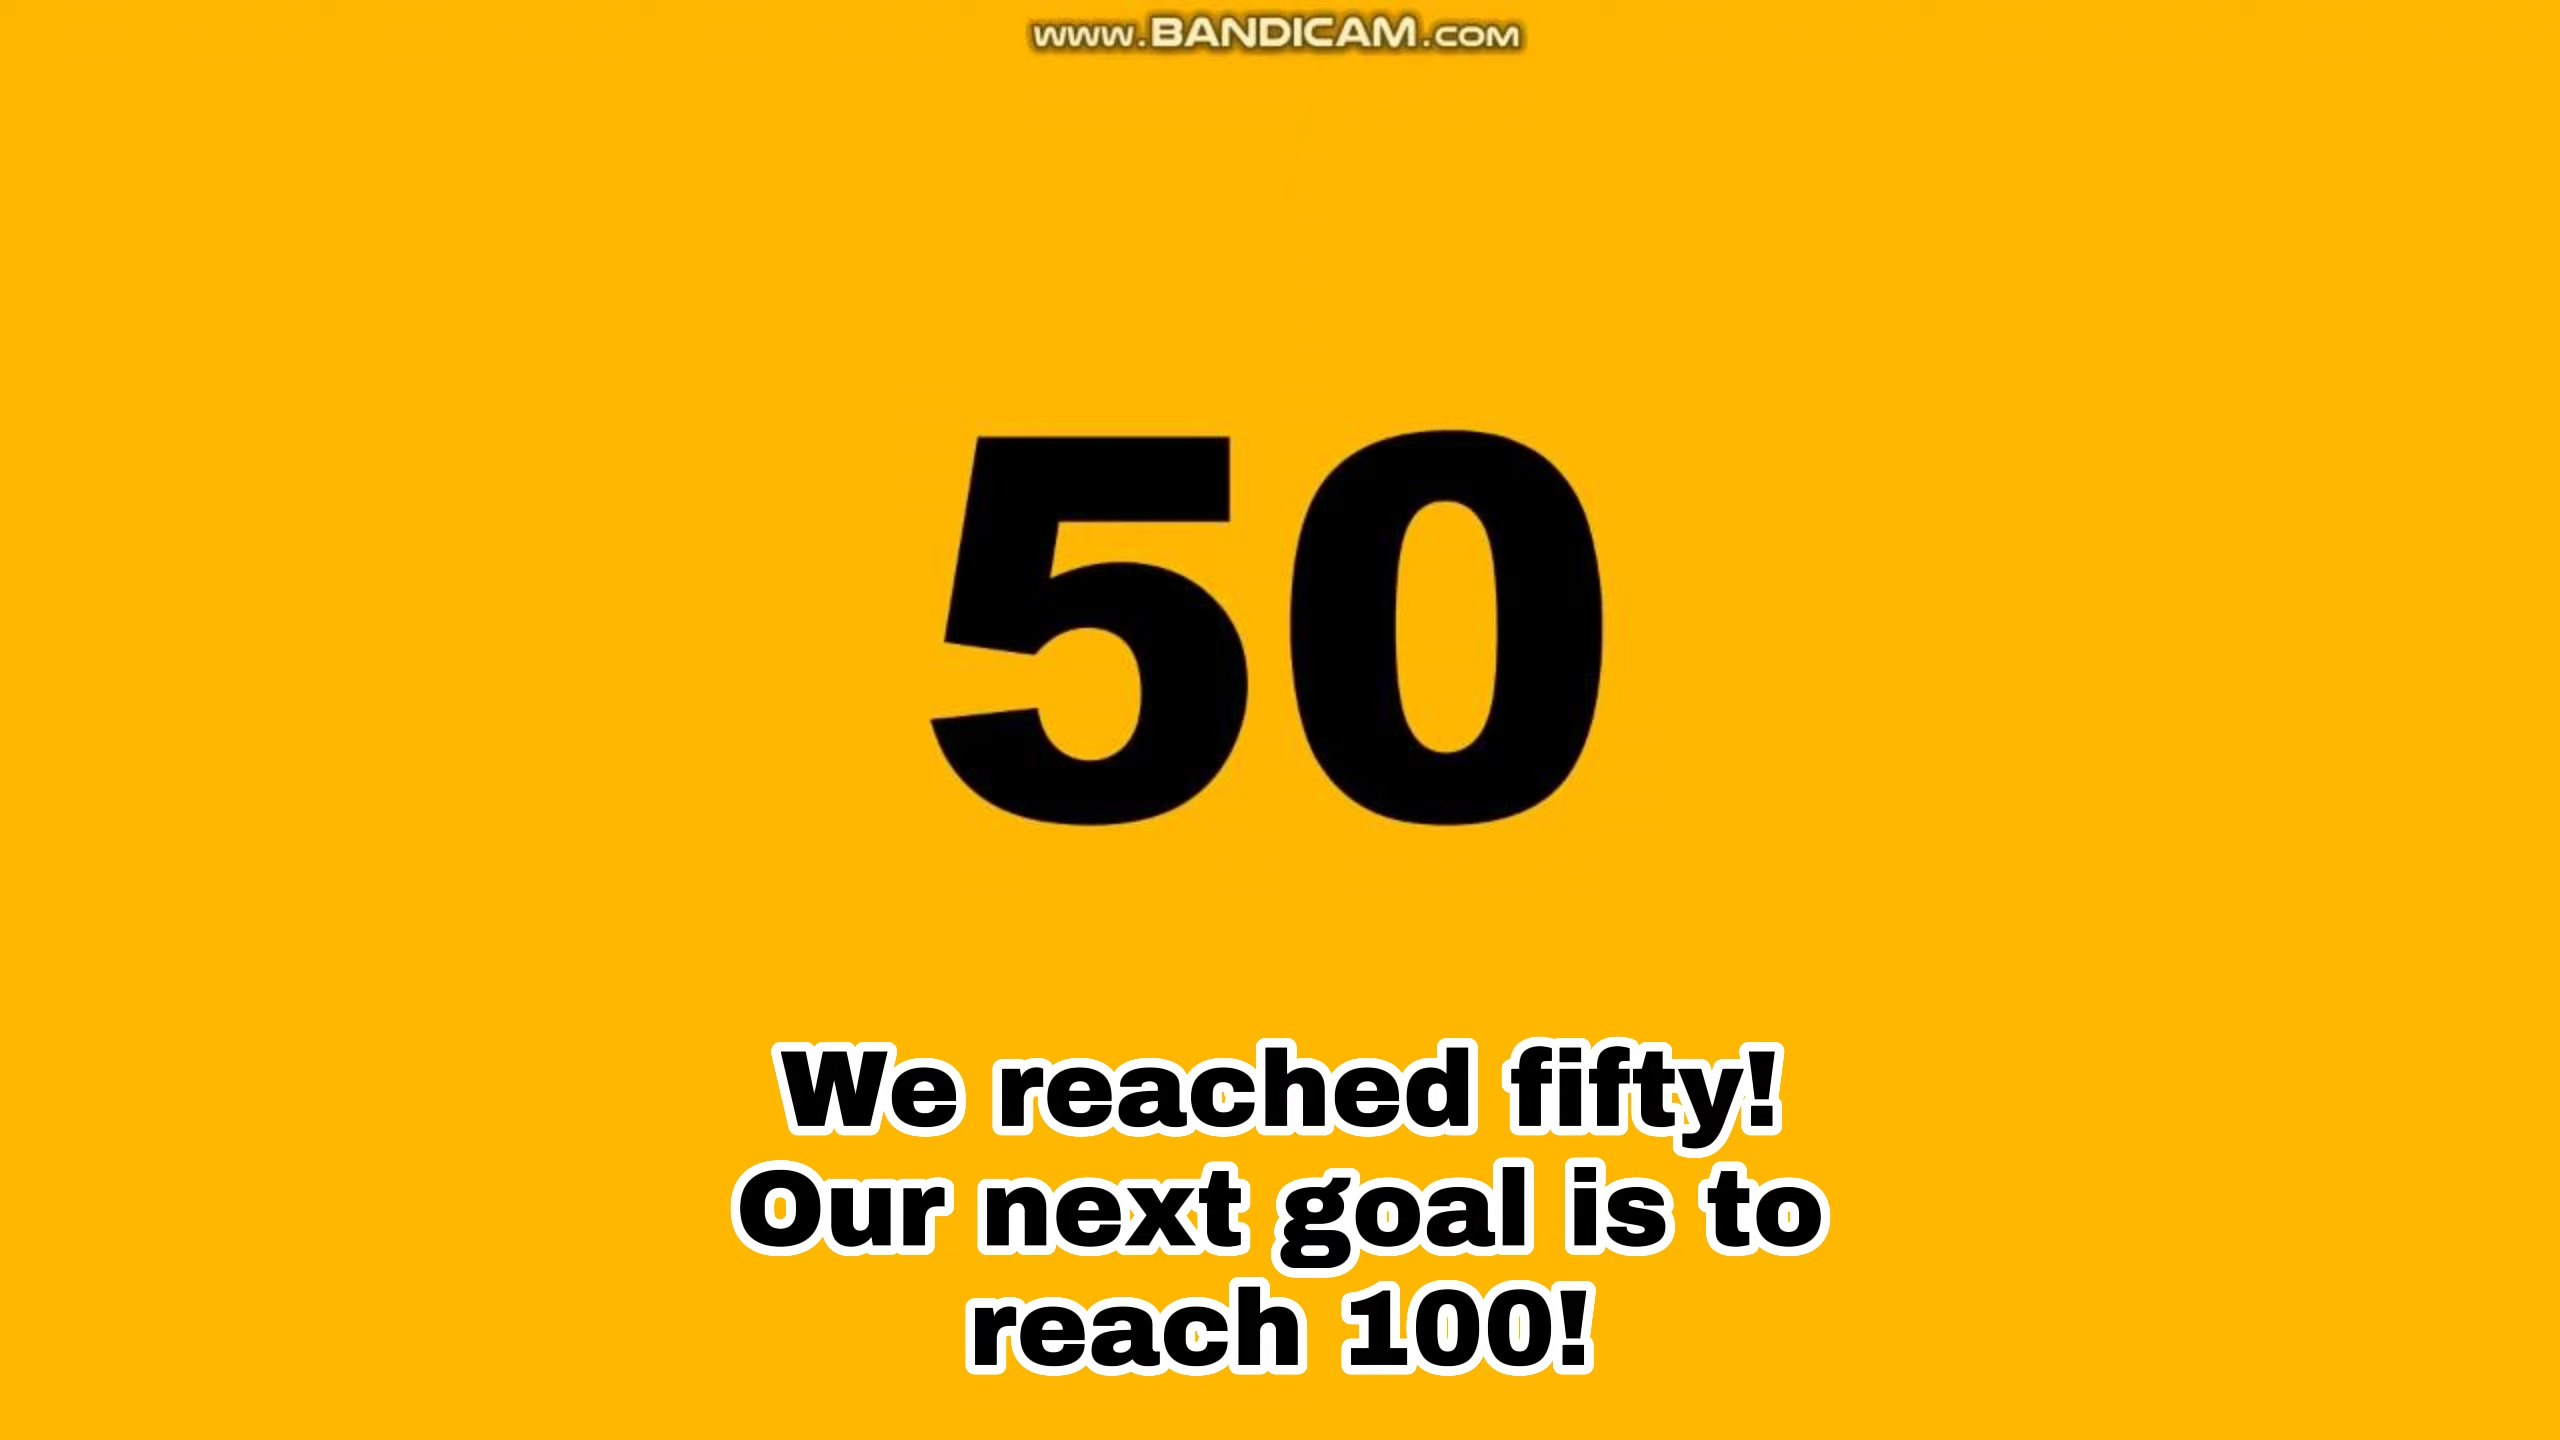 www.BANDICAM.com
50
We reached fifty!
Our next goal is to
reach 100!